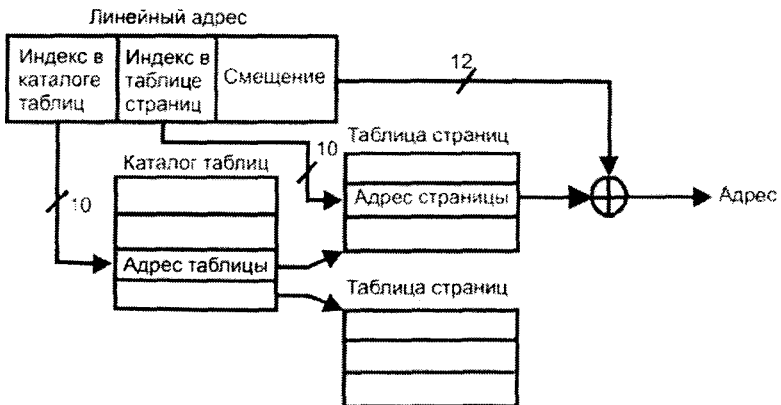 Линейный адрес
Индекс в
каталоге
таблиц
Индекс в
таблице
страниц
Смещение
12
10
Таблица страниц
Каталог таблиц
10
Адрес страницы
Адрес
Адрес таблицы
Таблица страниц